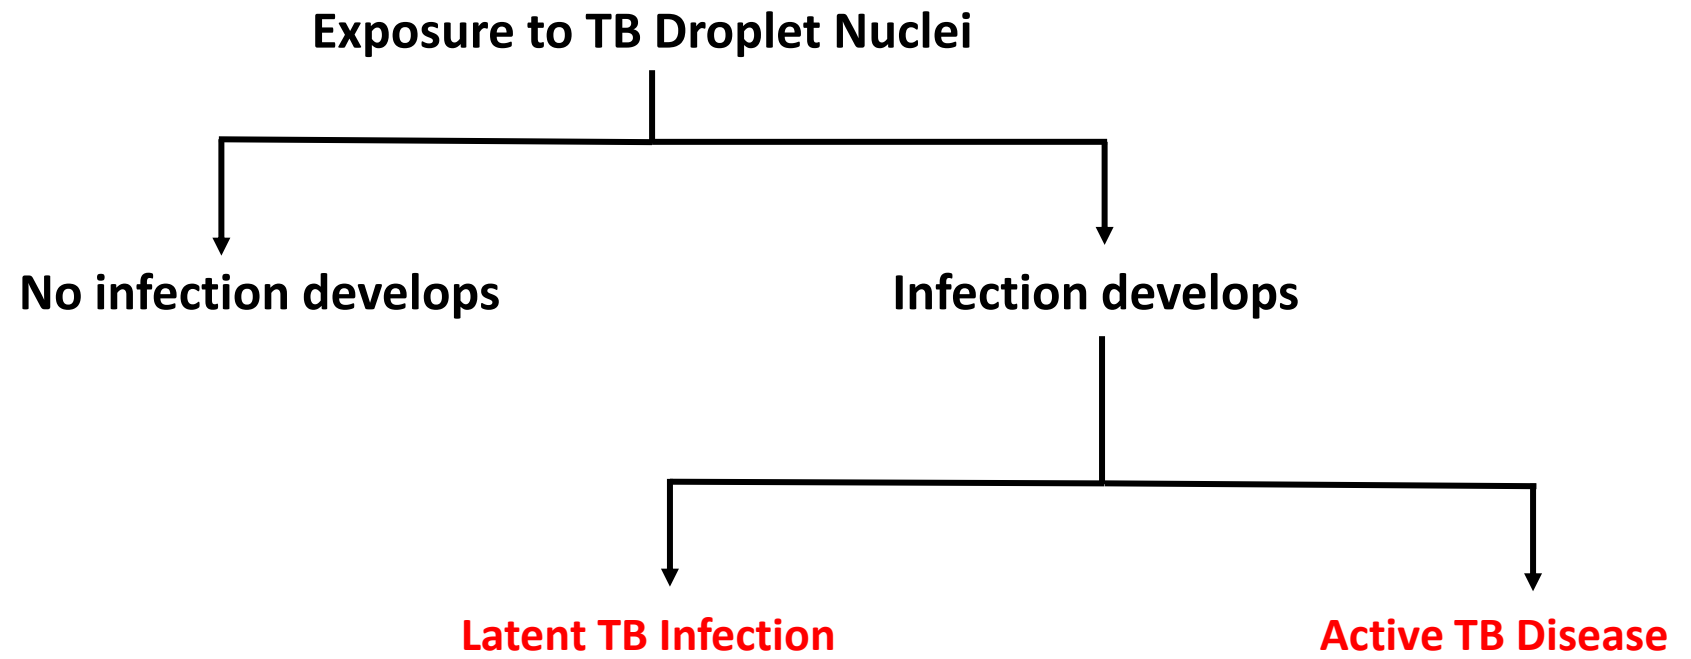 Exposure to TB Droplet Nuclei
No infection develops
Infection develops
Latent TB Infection
Active TB Disease